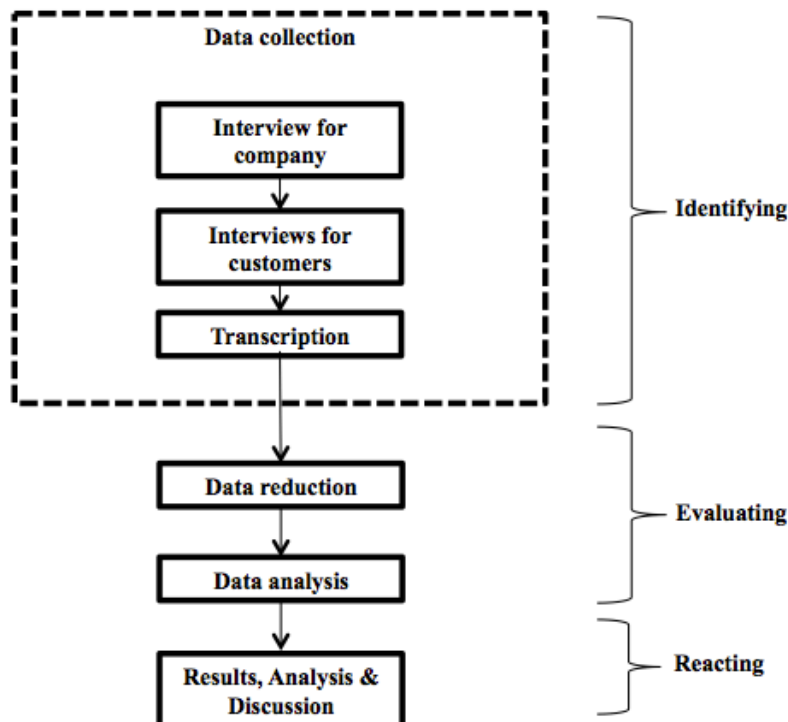 Data collection
Interview for
company
Interviews for
customers
Transcription
Identifying
Data reduction
Evaluating
Data analysis
Results, Analysis &
Discussion
Reacting